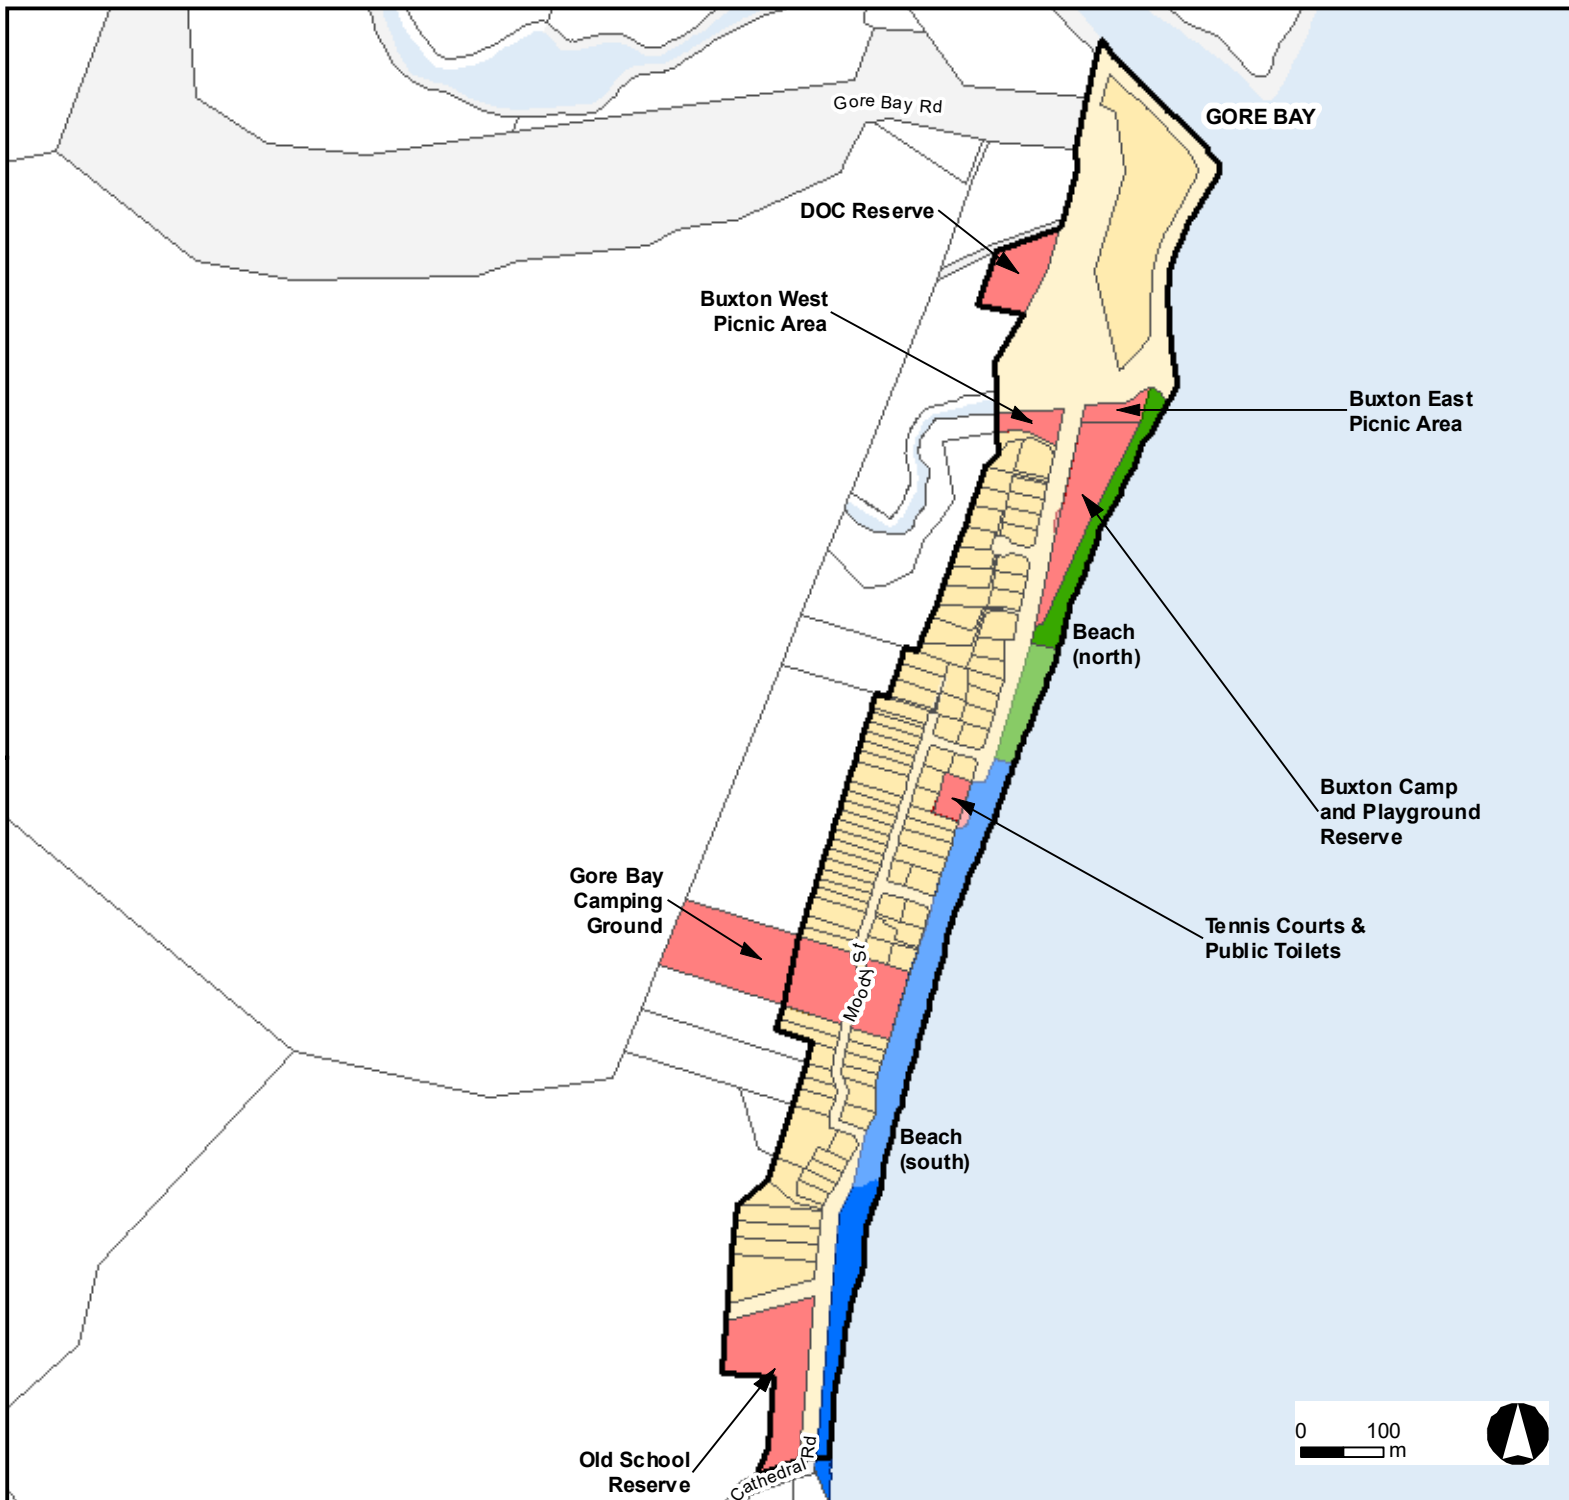 Gore Bay Rd
GORE BAY
DOC Reserve
Buxton West
Picnic Area
Buxton East
Picnic Area
Beach
(north)
Buxton Camp
and Playground
Reserve
Gore Bay
Camping
Ground
Tennis Courts &
Public Toilets
Moody St
Beach
(south)
Old School
Reserve
Cathedral Rd
0 100
m